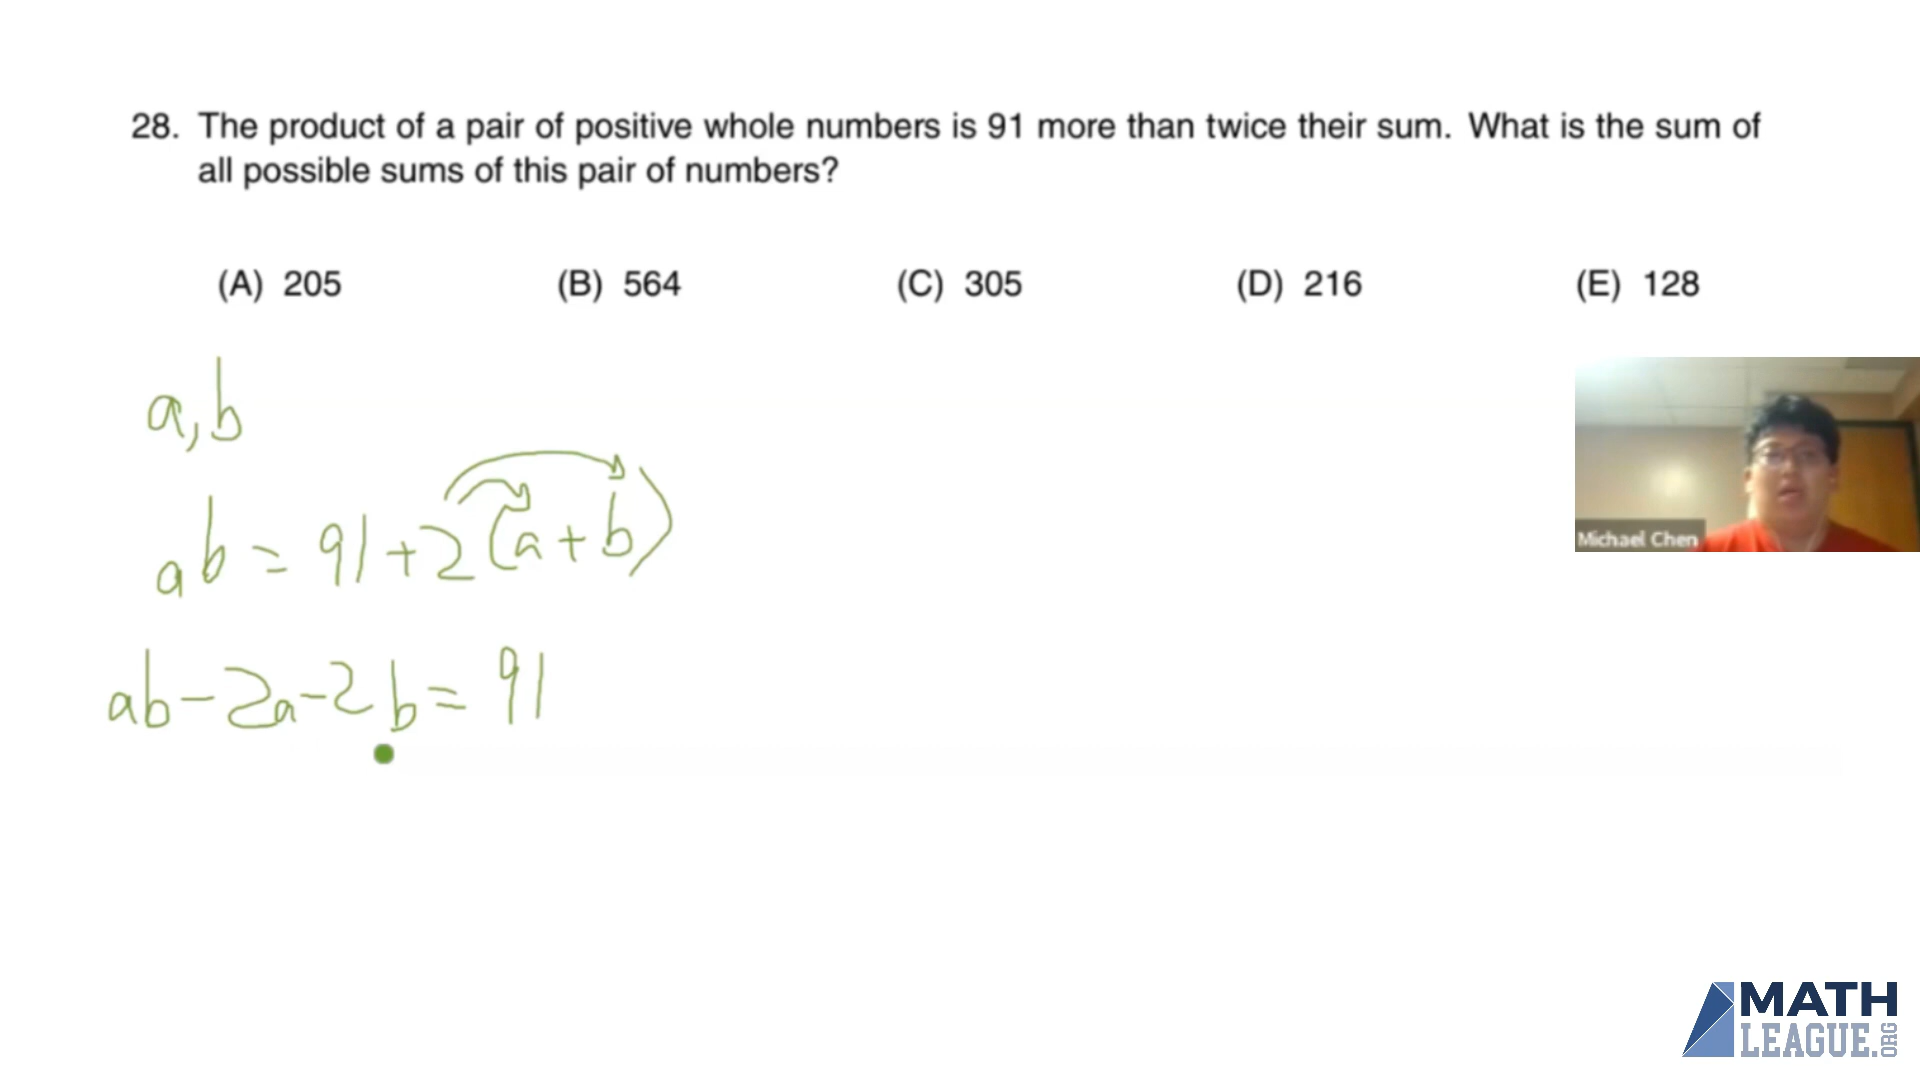 28. The product of a pair of positive whole numbers is 91 more than twice their sum. What is the sum of
all possible sums of this pair of numbers?
(A) 205 (B) 564 (C) 305 (D) 216 (E) 128
a, b
ab = 91 + 2(a + b)
ab - 2a - 2b = 91
Michael Chen
MATH
LEAGUE.ORG